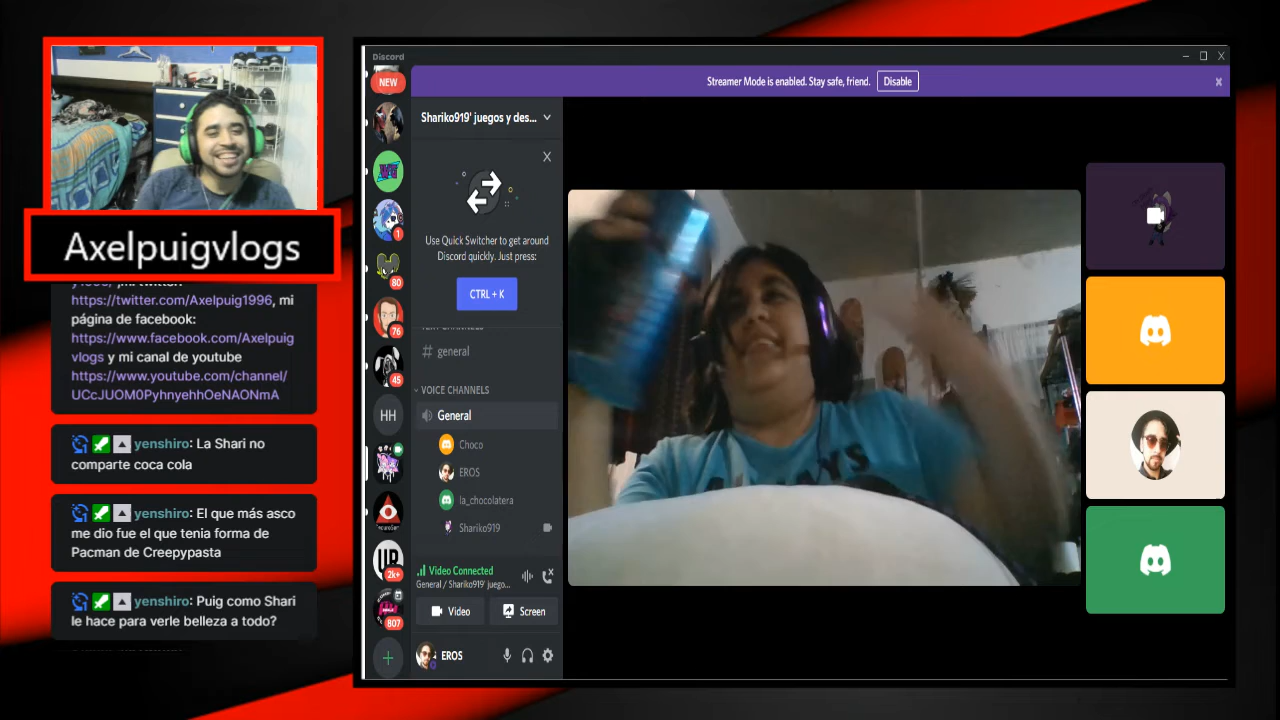 Axelpuigvlogs
https://twitter.com/Axelpuig1996, mi
página de facebook:
https://www.facebook.com/Axelpuig
vlogs y mi canal de youtube
https://www.youtube.com/channel/
UCcJUOM0PyhnyehhOeNAONmA
yenshiro: La Shari no
comparte coca cola
yenshiro: El que más asco
me dio fue el que tenia forma de
Pacman de Creepypasta
yenshiro: Puig como Shari
le hace para verle belleza a todo?
Discord
Streamer Mode is enabled. Stay safe, friend. Disable
NEW
1
80
76
45
HH
UB
2k+
807
Shariko919' juegos y des...
Use Quick Switcher to get around
Discord quickly. Just press:
CTRL + K
TEXT CHANNELS
# general
VOICE CHANNELS
General
Choco
EROS
la_chocolatera
Shariko919
Video Connected
General / Shariko919' juego...
Video
Screen
EROS